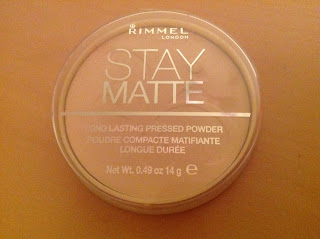 RIMMEL
LONDON
STAY
MATTE
LONG LASTING PRESSED POWDER
POUDRE COMPACTE MATIFIANTE
LONGUE DURÉE
Net. Wt. 0.49 oz 14 g ℮